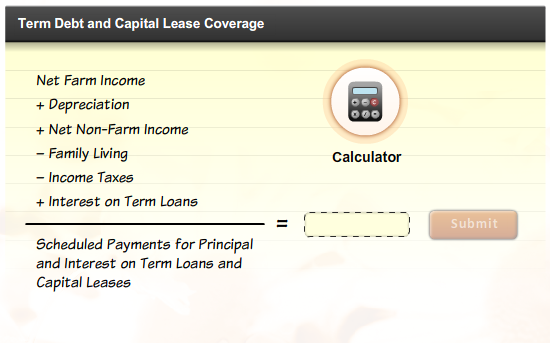 Term Debt and Capital Lease Coverage
Net Farm Income
+ Depreciation
+ Net Non-Farm Income
– Family Living
– Income Taxes
+ Interest on Term Loans
Scheduled Payments for Principal
and Interest on Term Loans and
Capital Leases
=
Calculator
Submit